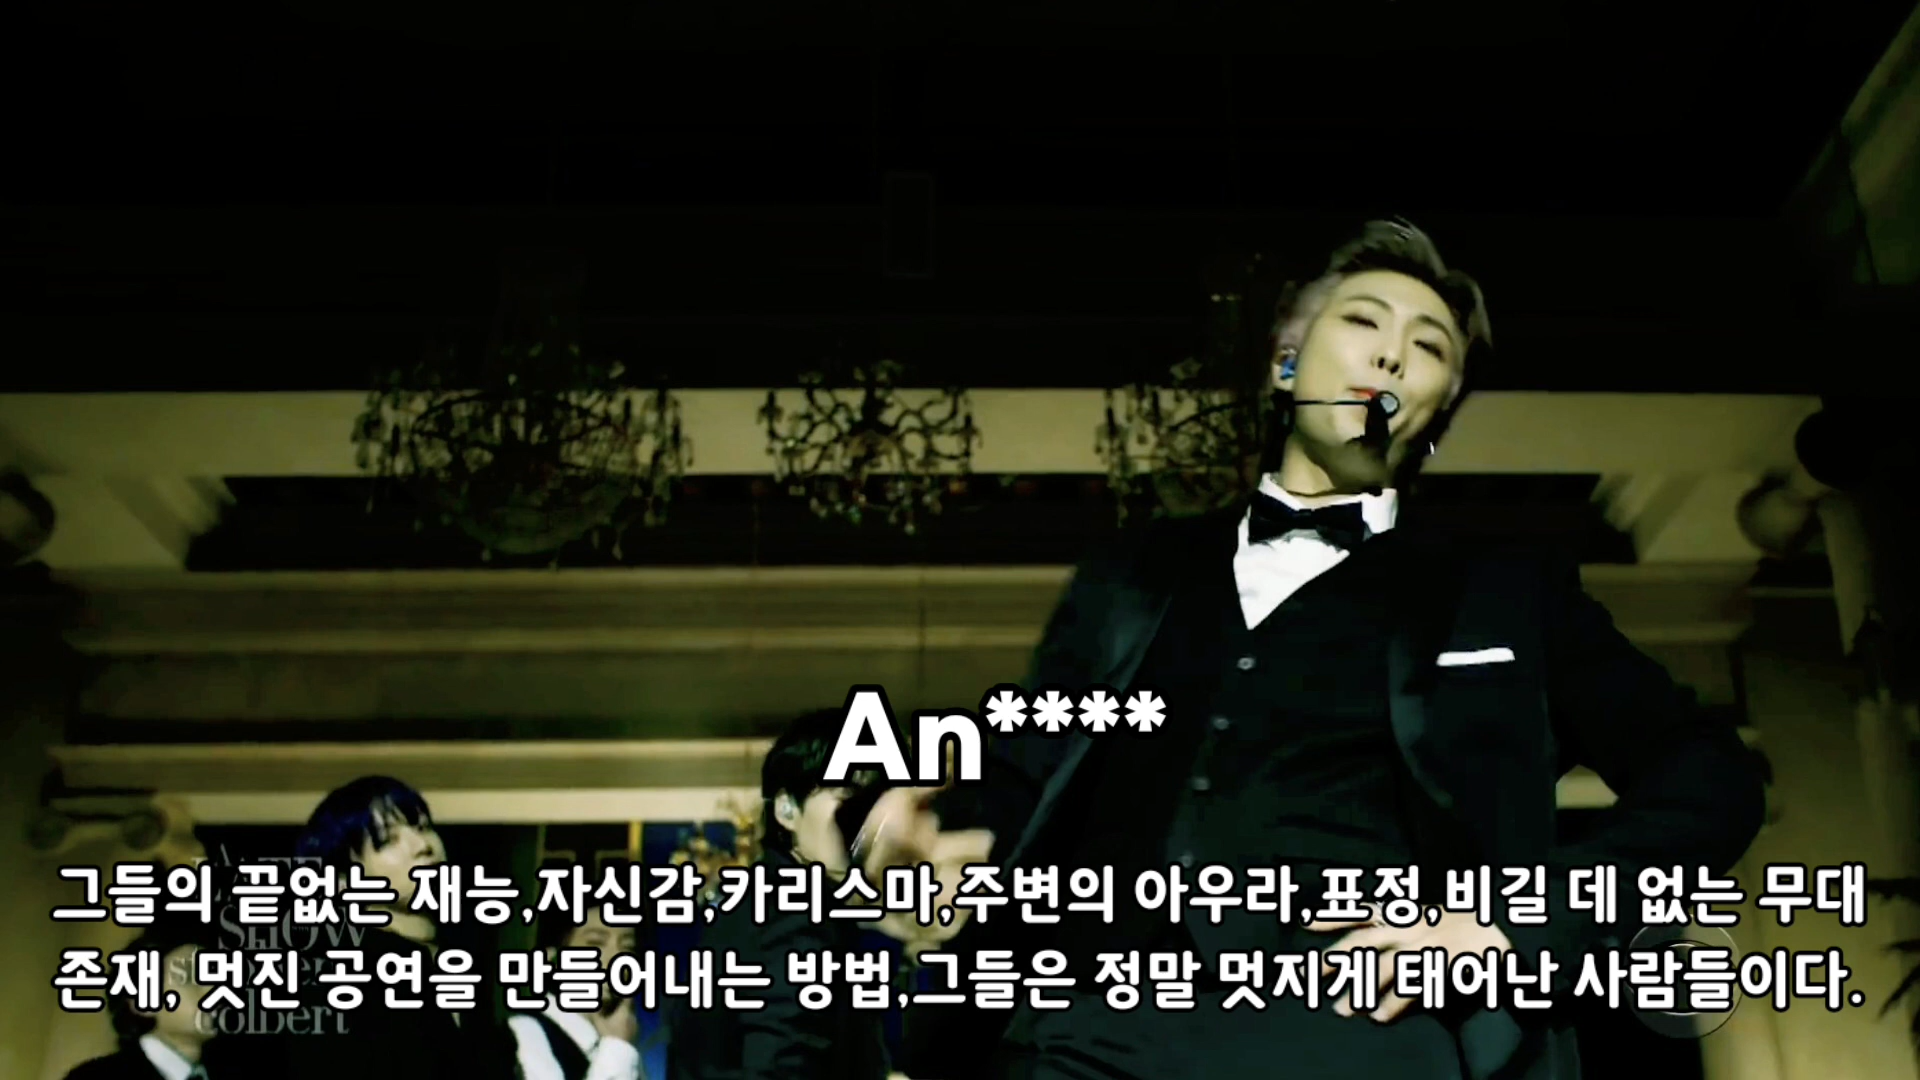 An****
그들의 끝없는 재능,자신감,카리스마,주변의 아우라,표정,비길 데 없는 무대
존재, 멋진 공연을 만들어내는 방법,그들은 정말 멋지게 태어난 사람들이다.
A
LATE
SHOW
colbert